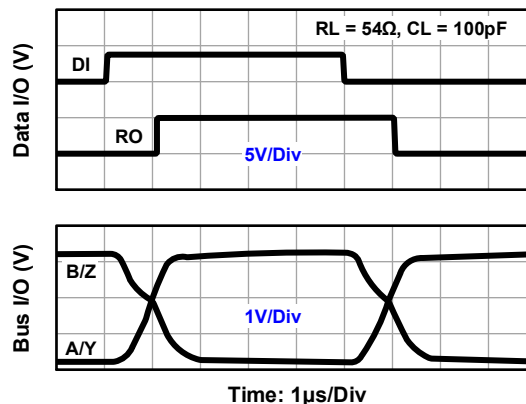 RL = 54Ω, CL = 100pF
DI
Data I/O (V)
RO
5V/Div
B/Z
Bus I/O (V)
1V/Div
A/Y
Time: 1µs/Div